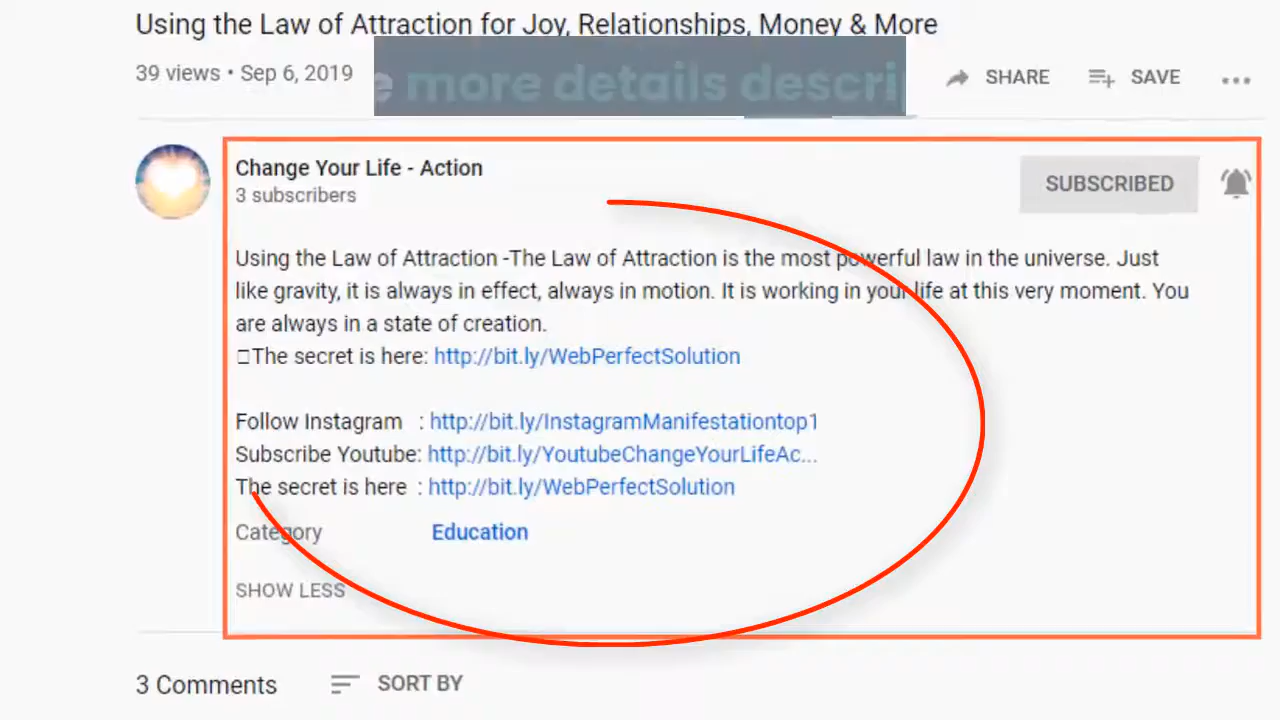 Using the Law of Attraction for Joy, Relationships, Money & More
39 views • Sep 6, 2019
more details
SHARE
SAVE
Change Your Life - Action
3 subscribers
SUBSCRIBED
Using the Law of Attraction -The Law of Attraction is the most powerful law in the universe. Just
like gravity, it is always in effect, always in motion. It is working in your life at this very moment. You
are always in a state of creation.
The secret is here: http://bit.ly/WebPerfectSolution
Follow Instagram : http://bit.ly/InstagramManifestationtop1
Subscribe Youtube: http://bit.ly/YoutubeChangeYourLifeAc...
The secret is here : http://bit.ly/WebPerfectSolution
Category Education
SHOW LESS
3 Comments
SORT BY